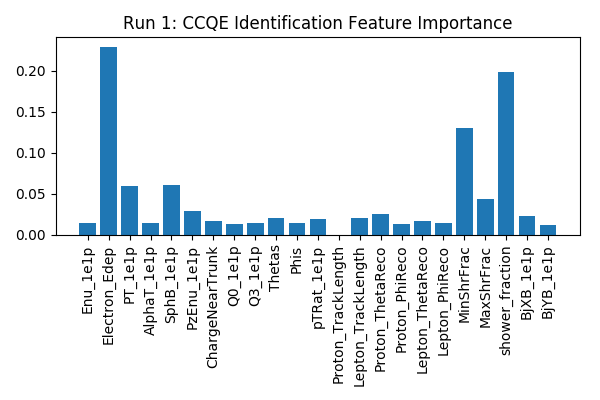 Run 1: CCQE Identification Feature Importance
0.20
0.15
0.10
0.05
0.00
Enu_1e1p
Electron_Edep
PT_1e1p
AlphaT_1e1p
SphB_1e1p
PzEnu_1e1p
ChargeNearTrunk
Q0_1e1p
Q3_1e1p
Thetas
Phis
pTRat_1e1p
Proton_TrackLength
Lepton_TrackLength
Proton_ThetaReco
Proton_PhiReco
Lepton_ThetaReco
Lepton_PhiReco
MinShrFrac
MaxShrFrac
shower_fraction
BjXB_1e1p
BjYB_1e1p